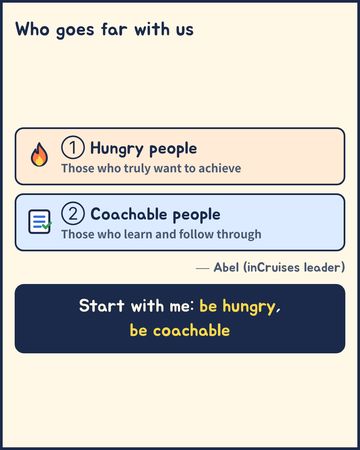 Who goes far with us
① Hungry people
Those who truly want to achieve
② Coachable people
Those who learn and follow through
— Abel (inCruises leader)
Start with me: be hungry,
be coachable